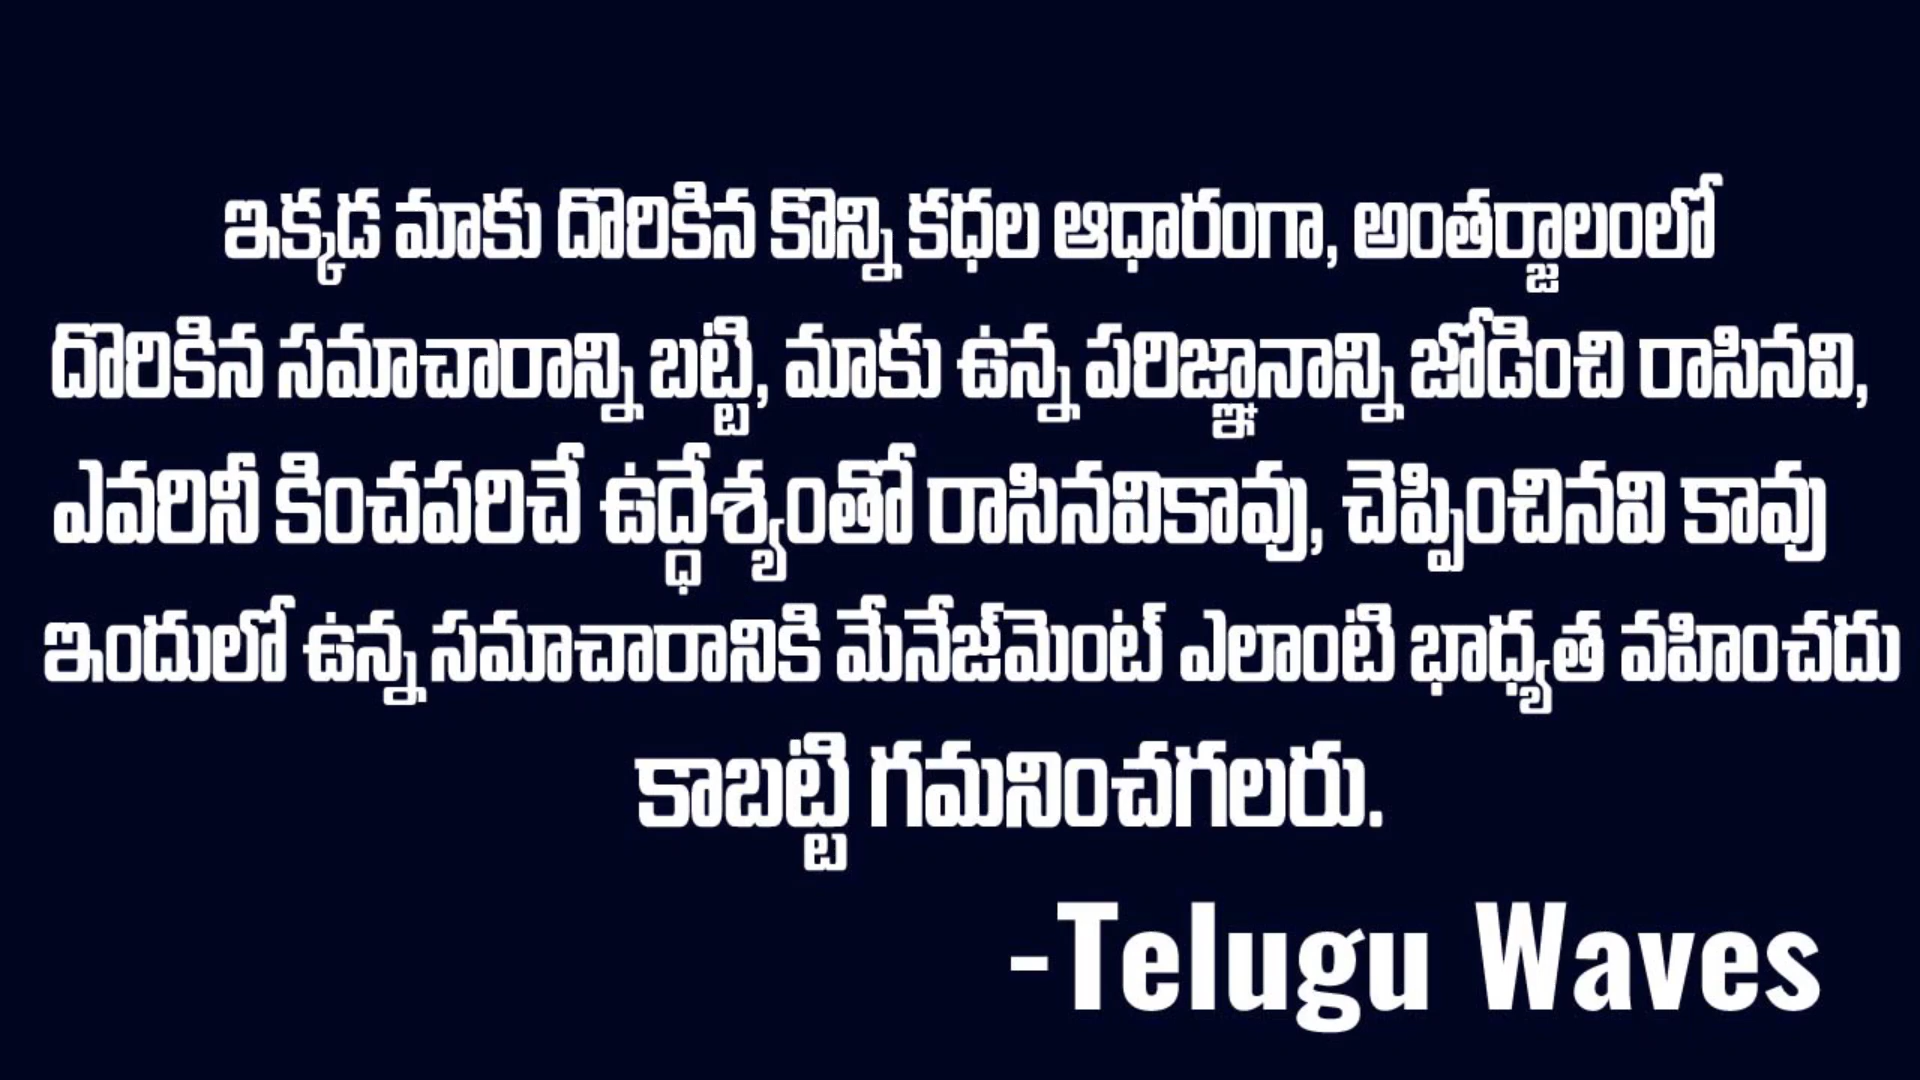 ఇక్కడ మాకు దొరికిన కొన్ని కధల ఆధారంగా, అంతర్జాలంలో
దొరికిన సమాచారాన్ని బట్టి, మాకు ఉన్న పరిజ్ఞానాన్ని జోడించి రాసినవి,
ఎవరినీ కించపరిచే ఉద్ధేశ్యంతో రాసినవికావు, చెప్పించినవి కావు
ఇందులో ఉన్న సమాచారానికి మేనేజ్‌మెంట్ ఎలాంటి భాధ్యత వహించదు
కాబట్టి గమనించగలరు.
-Telugu Waves